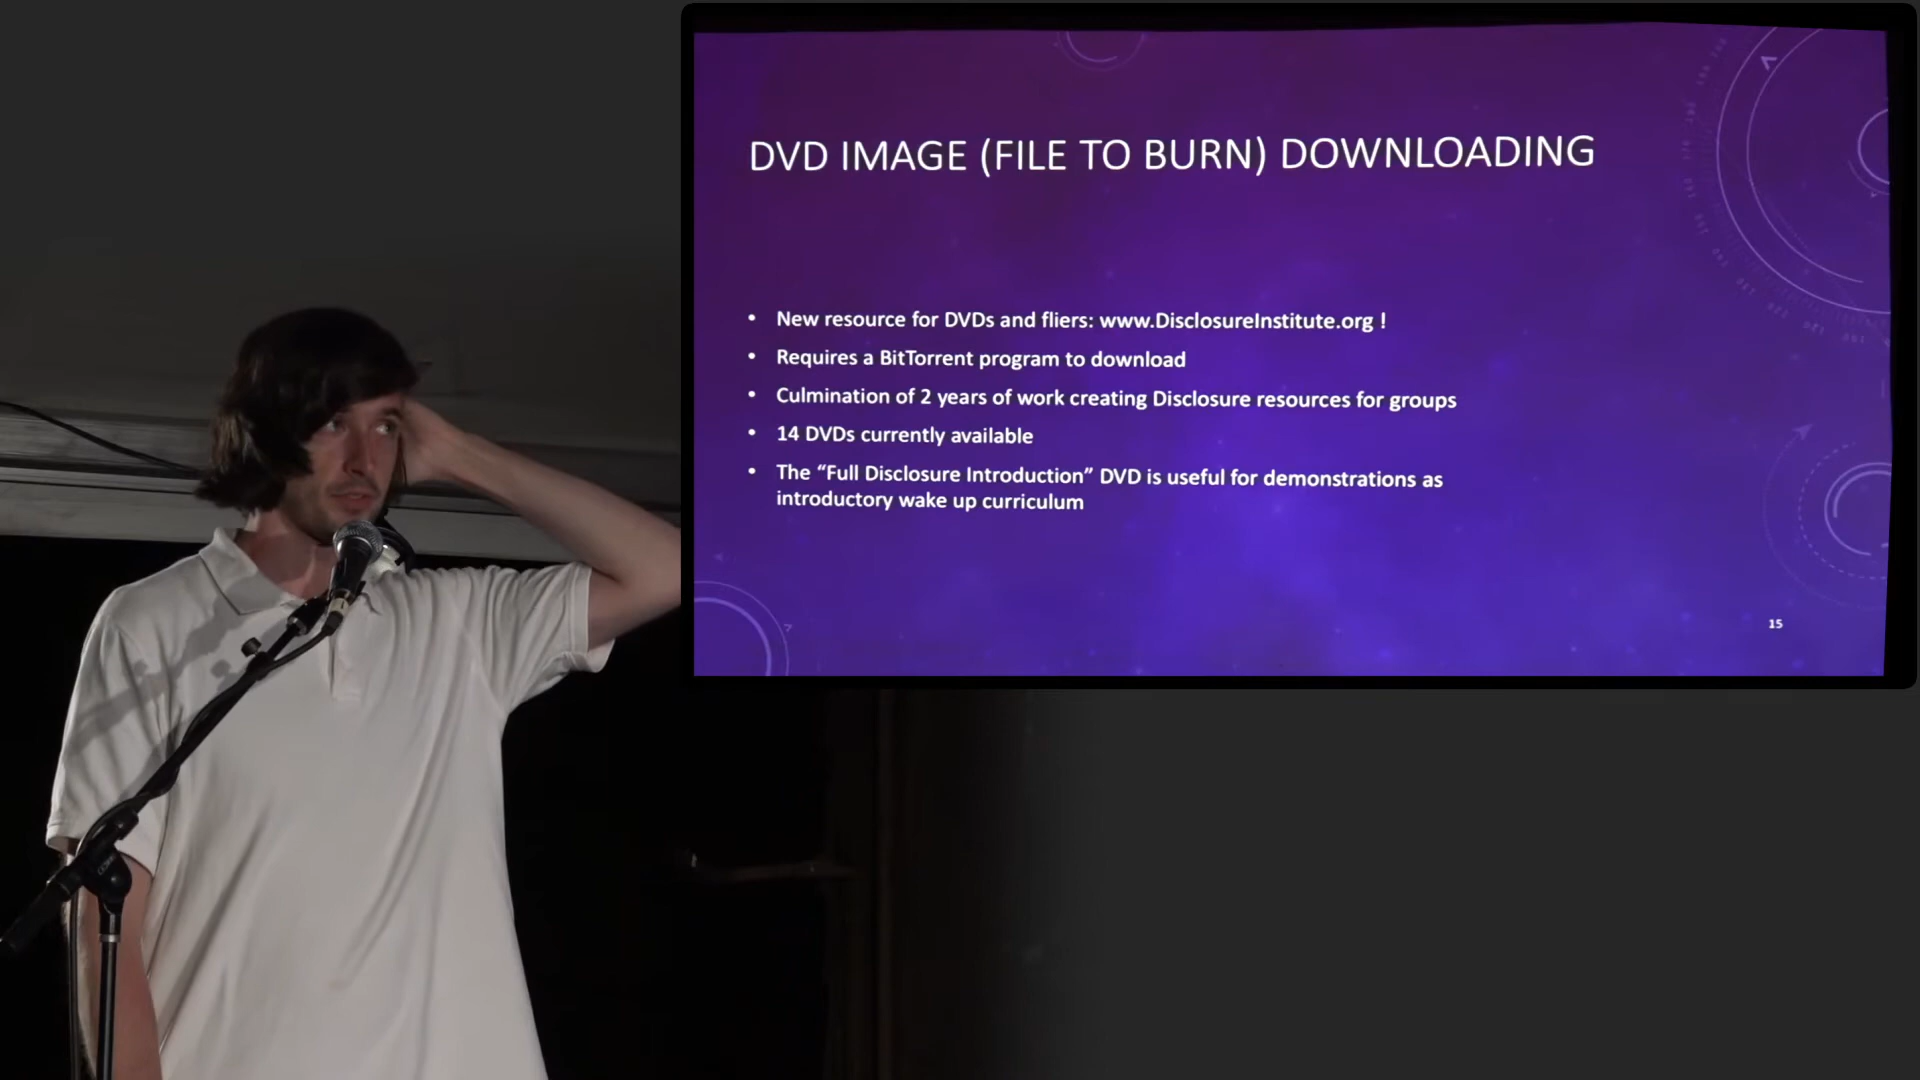 DVD IMAGE (FILE TO BURN) DOWNLOADING
• New resource for DVDs and fliers: www.DisclosureInstitute.org !
• Requires a BitTorrent program to download
• Culmination of 2 years of work creating Disclosure resources for groups
• 14 DVDs currently available
• The “Full Disclosure Introduction” DVD is useful for demonstrations as
introductory wake up curriculum
15